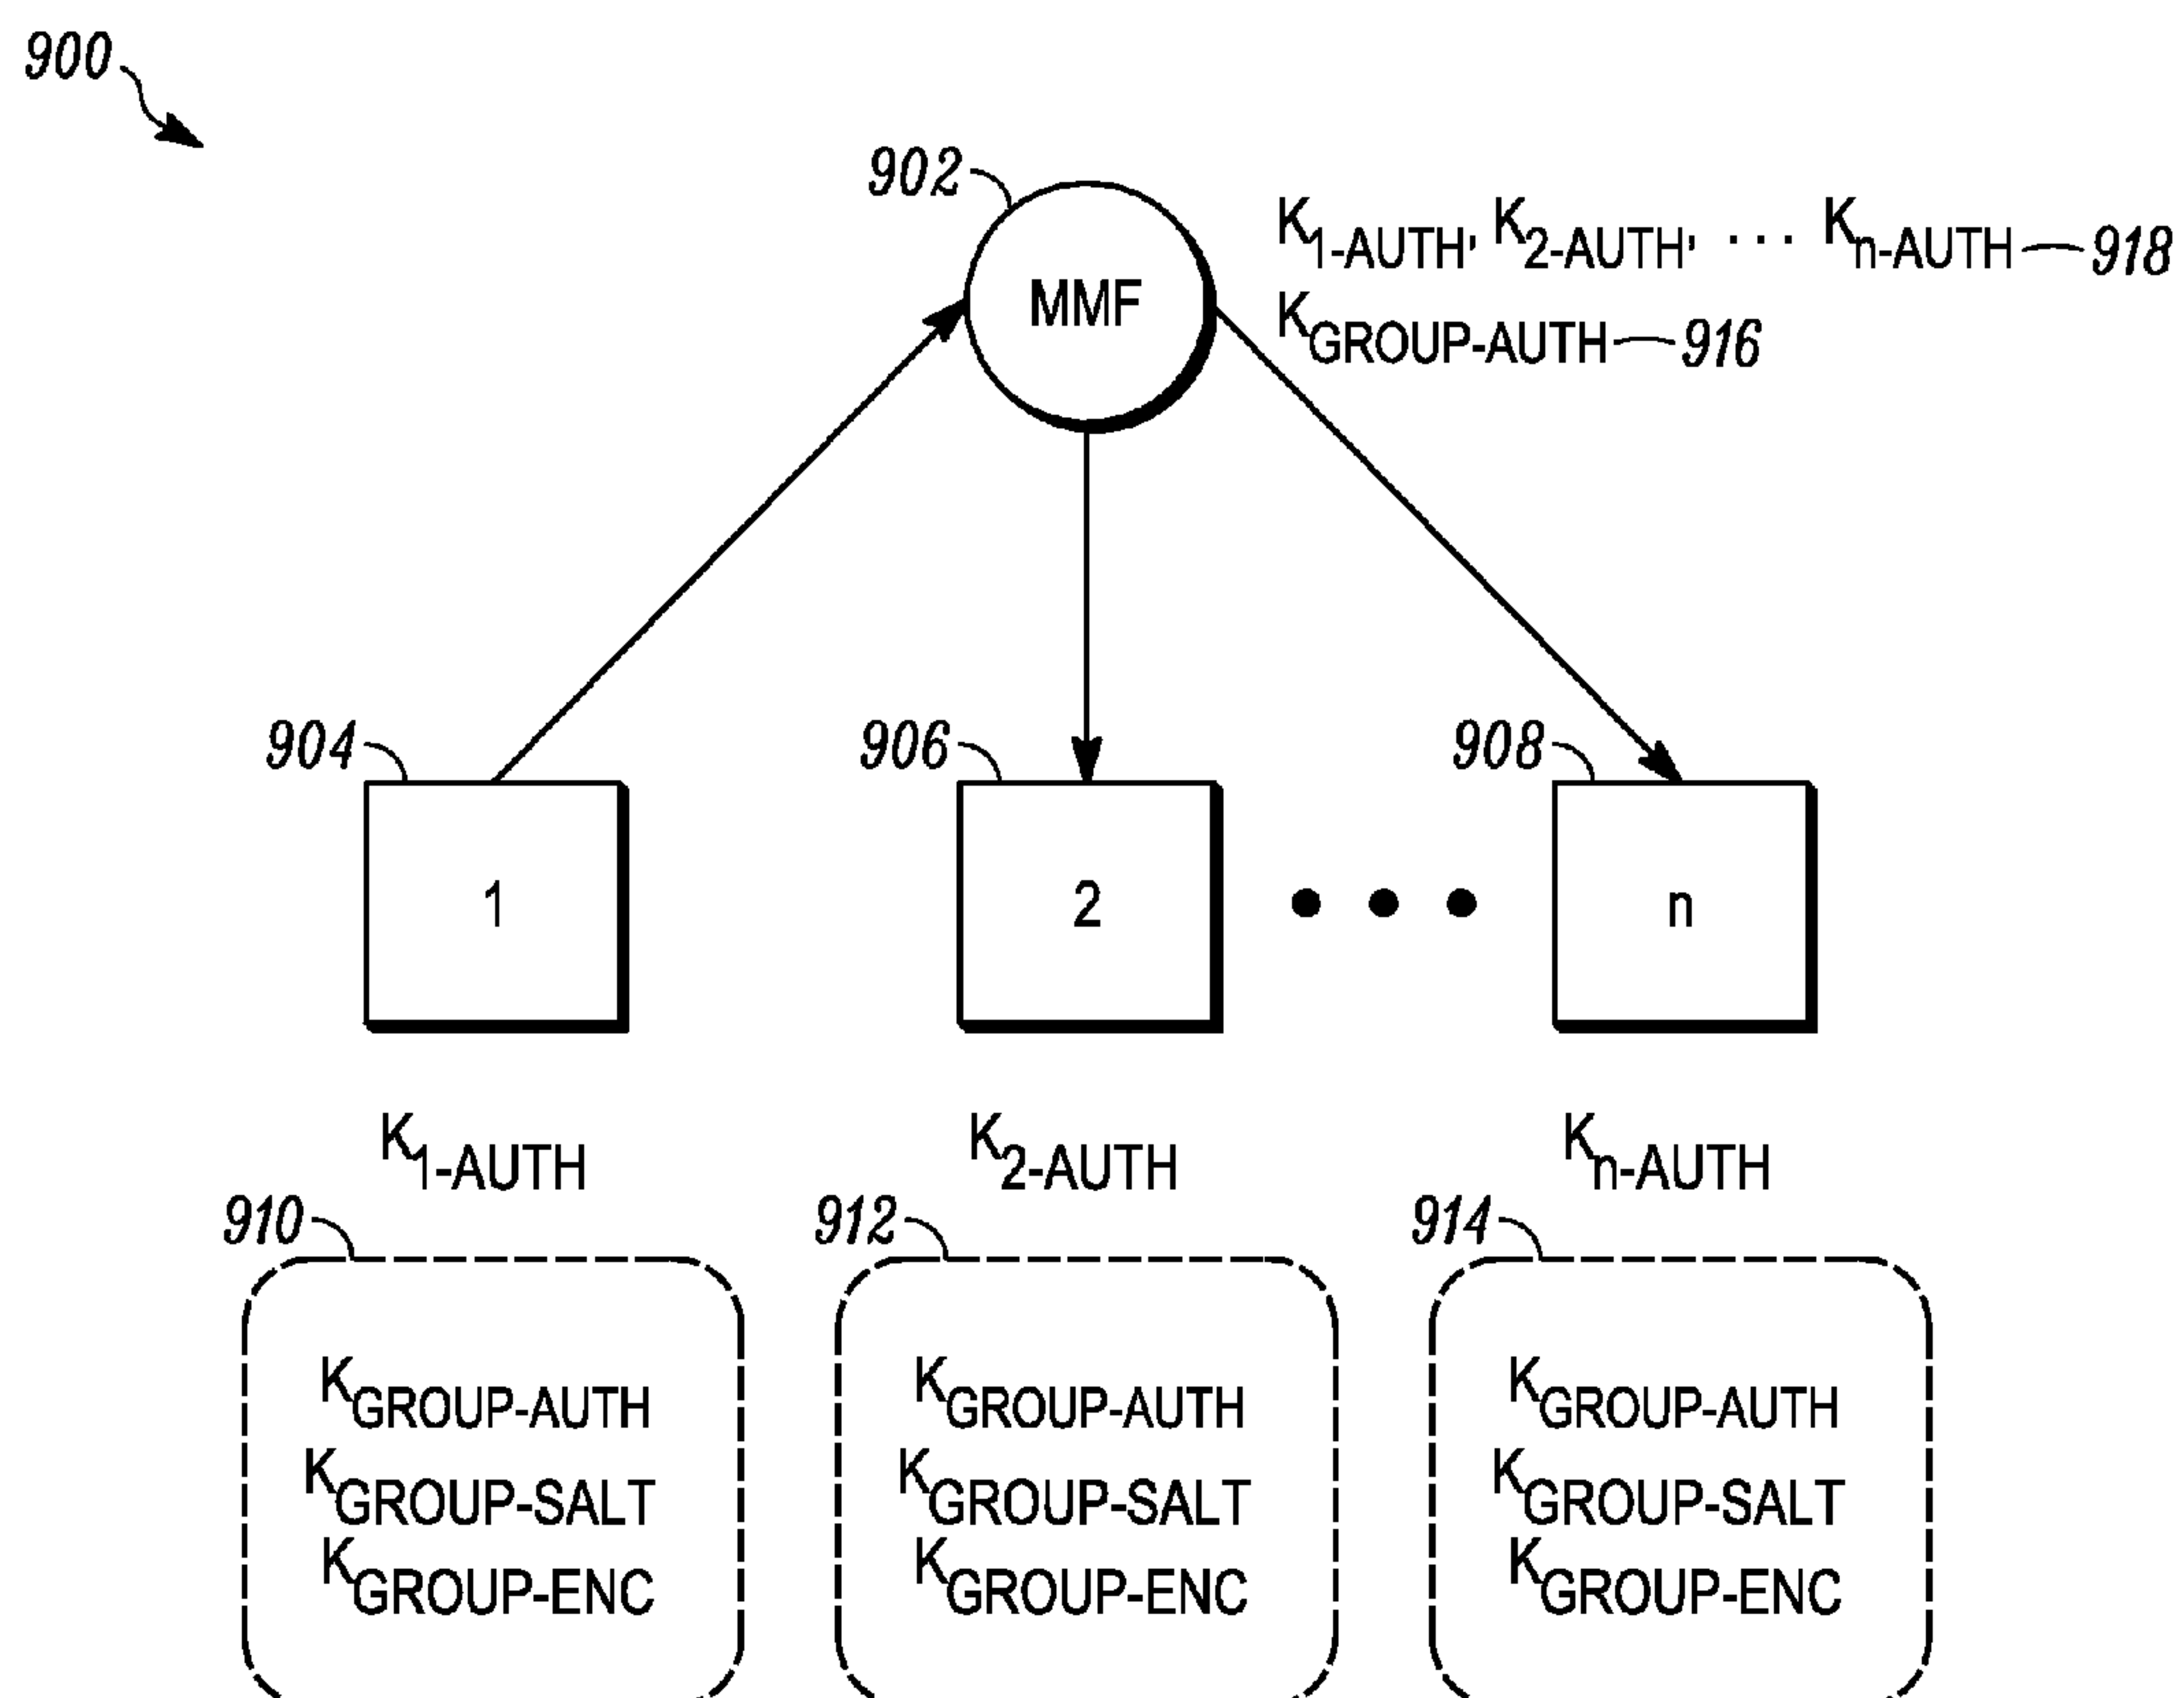 900
902
K1-AUTH, K2-AUTH, ... Kn-AUTH 918
MMF
KGROUP-AUTH 916
904 906 908
1 2 n
K1-AUTH K2-AUTH Kn-AUTH
910 912 914
KGROUP-AUTH KGROUP-AUTH KGROUP-AUTH
KGROUP-SALT KGROUP-SALT KGROUP-SALT
KGROUP-ENC KGROUP-ENC KGROUP-ENC